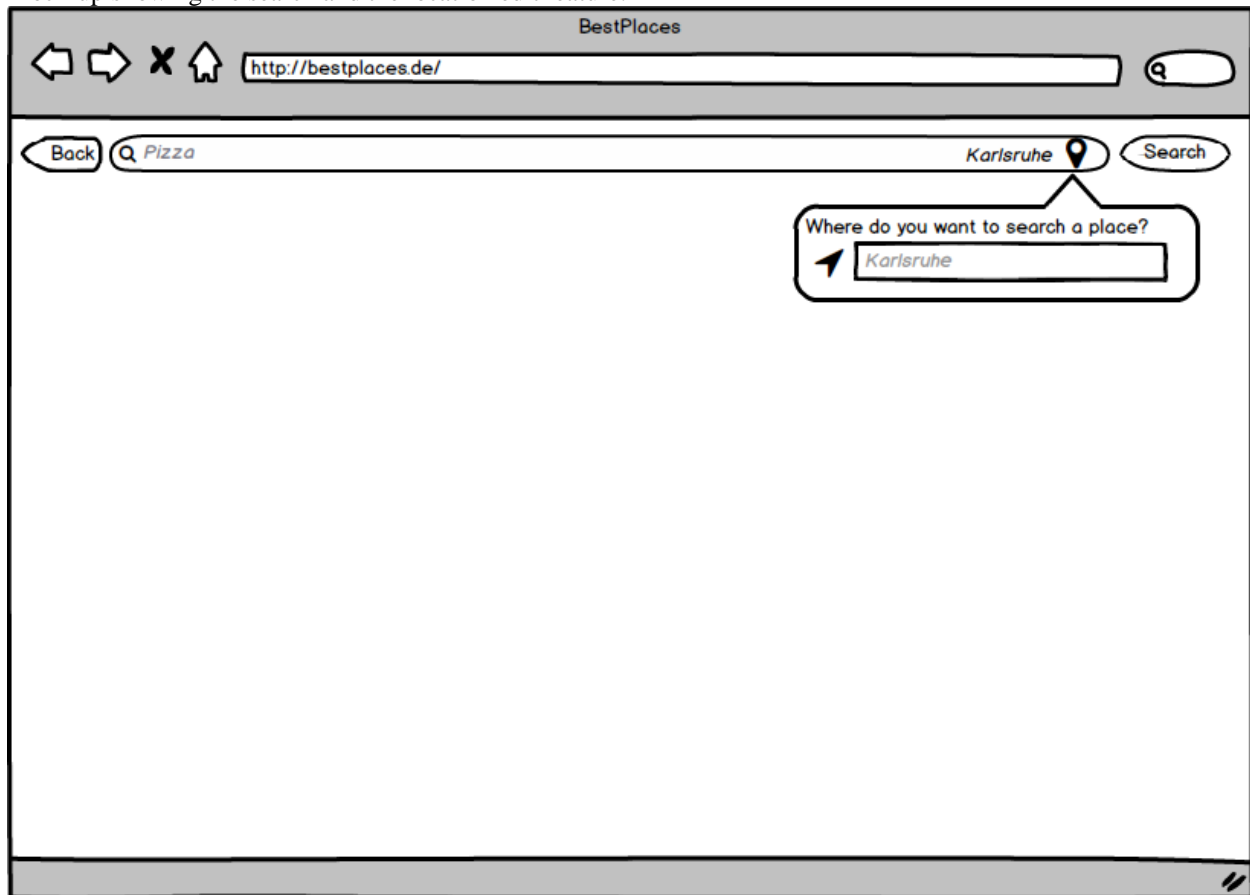 BestPlaces
http://bestplaces.de/
Back
Pizza
Karlsruhe
Search
Where do you want to search a place?
Karlsruhe